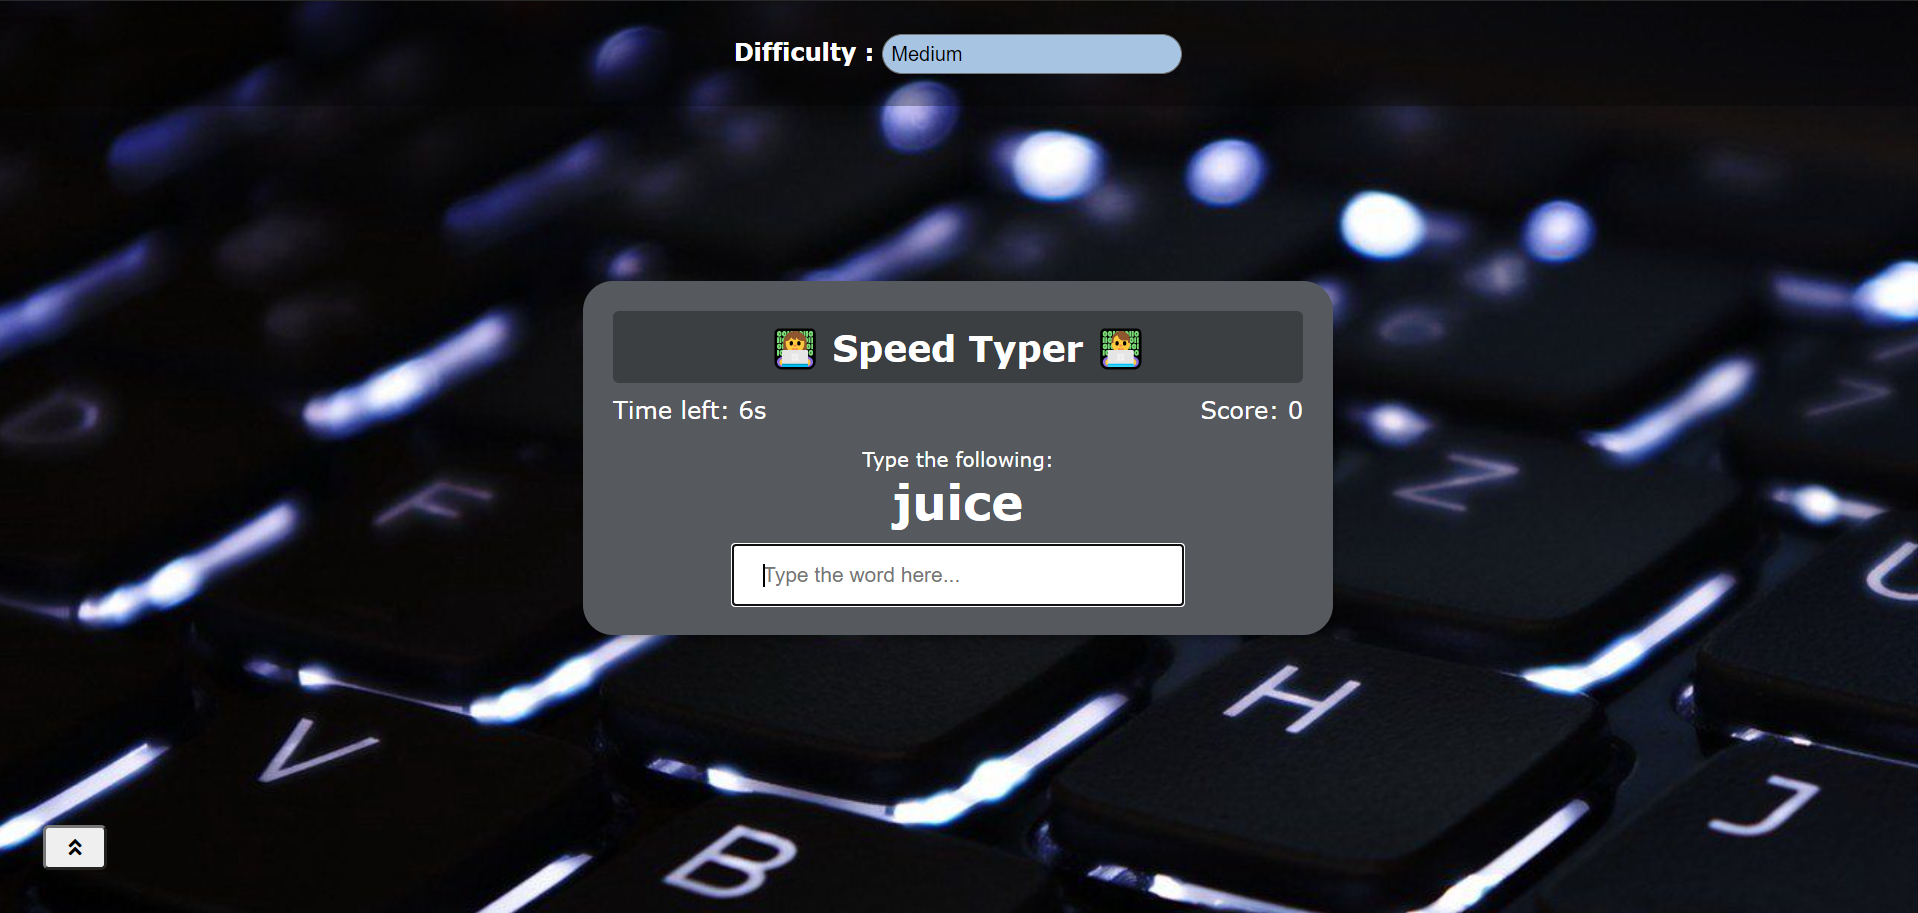 Difficulty : Medium
Speed Typer
Time left: 6s
Score: 0
Type the following:
juice
Type the word here...
F
Z
U
H
V
J
B